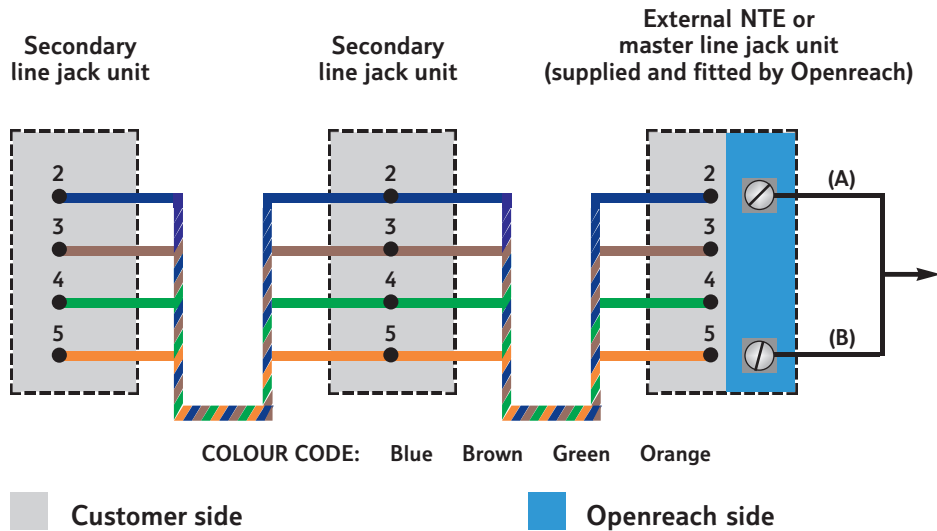 Secondary
line jack unit
Secondary
line jack unit
External NTE or
master line jack unit
(supplied and fitted by Openreach)
2
3
4
5
2
3
4
5
2
3
4
5
(A)
(B)
COLOUR CODE: Blue Brown Green Orange
Customer side
Openreach side